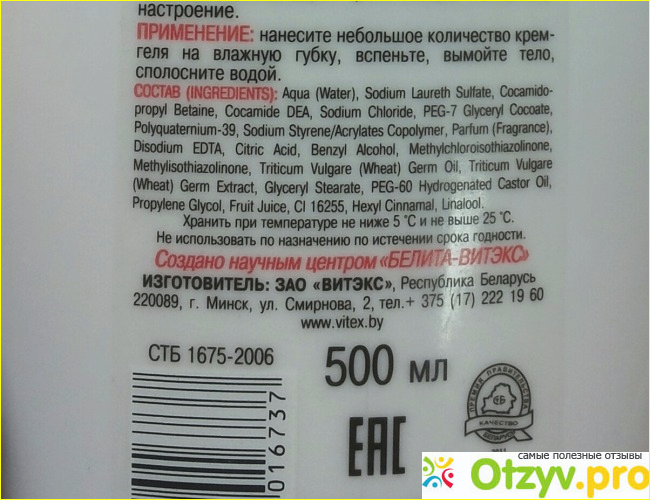 настроение.
ПРИМЕНЕНИЕ: нанесите небольшое количество крем-
геля на влажную губку, вспеньте, вымойте тело,
сполосните водой.
СОСТАВ (INGREDIENTS): Aqua (Water), Sodium Laureth Sulfate, Cocamido-
propyl Betaine, Cocamide DEA, Sodium Chloride, PEG-7 Glyceryl Cocoate,
Polyquaternium-39, Sodium Styrene/Acrylates Copolymer, Parfum (Fragrance),
Disodium EDTA, Citric Acid, Benzyl Alcohol, Methylchloroisothiazolinone,
Methylisothiazolinone, Triticum Vulgare (Wheat) Germ Oil, Triticum Vulgare
(Wheat) Germ Extract, Glyceryl Stearate, PEG-60 Hydrogenated Castor Oil,
Propylene Glycol, Fruit Juice, CI 16255, Hexyl Cinnamal, Linalool.
Хранить при температуре не ниже 5 °С и не выше 25 °С.
Не использовать по назначению по истечении срока годности.
Создано научным центром «БЕЛИТА-ВИТЭКС»
ИЗГОТОВИТЕЛЬ: ЗАО «ВИТЭКС», Республика Беларусь
220089, г. Минск, ул. Смирнова, 2, тел.+ 375 (17) 222 19 60
www.vitex.by
СТБ 1675-2006
500 мл
016737
EAC
ПРЕМИЯ ПРАВИТЕЛЬСТВА
СБ
КАЧЕСТВО
БЕЛАРУСЬ
самые полезные отзывы
Otzyv.pro